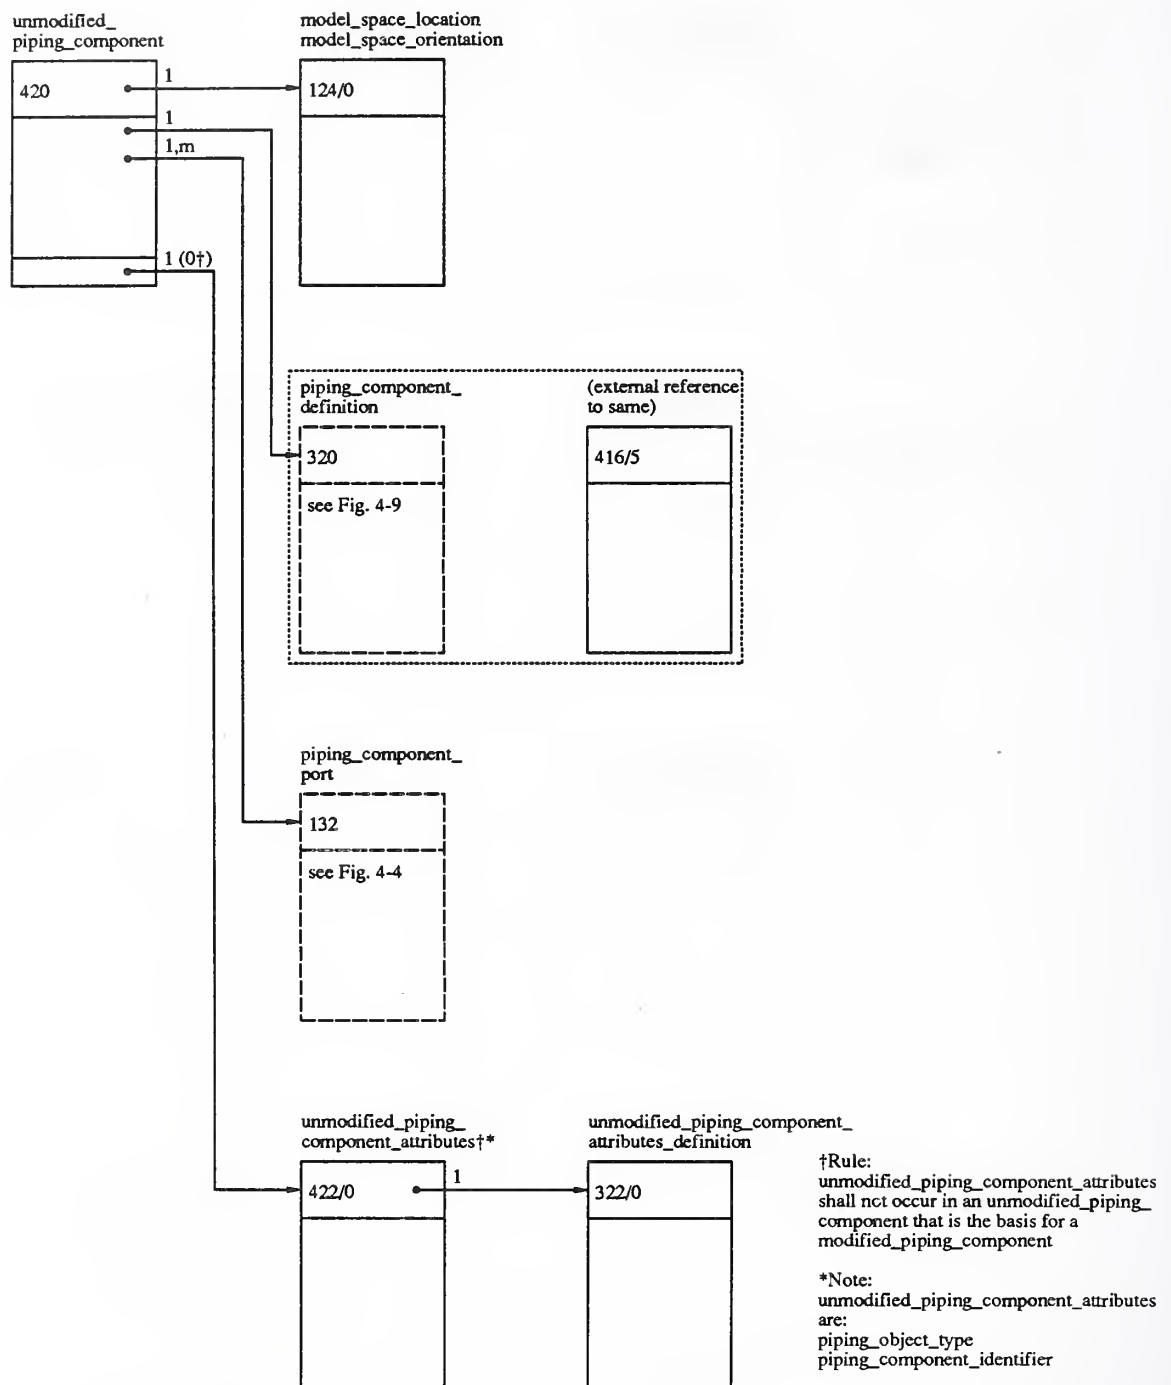 unmodified_
piping_component
model_space_location
model_space_orientation
420
1
124/0
1
1,m
1 (0†)
piping_component_
definition
(external reference
to same)
320
416/5
see Fig. 4-9
piping_component_
port
132
see Fig. 4-4
unmodified_piping_
component_attributes†*
unmodified_piping_component_
attributes_definition
422/0
1
322/0
†Rule:
unmodified_piping_component_attributes
shall not occur in an unmodified_piping_
component that is the basis for a
modified_piping_component
*Note:
unmodified_piping_component_attributes
are:
piping_object_type
piping_component_identifier